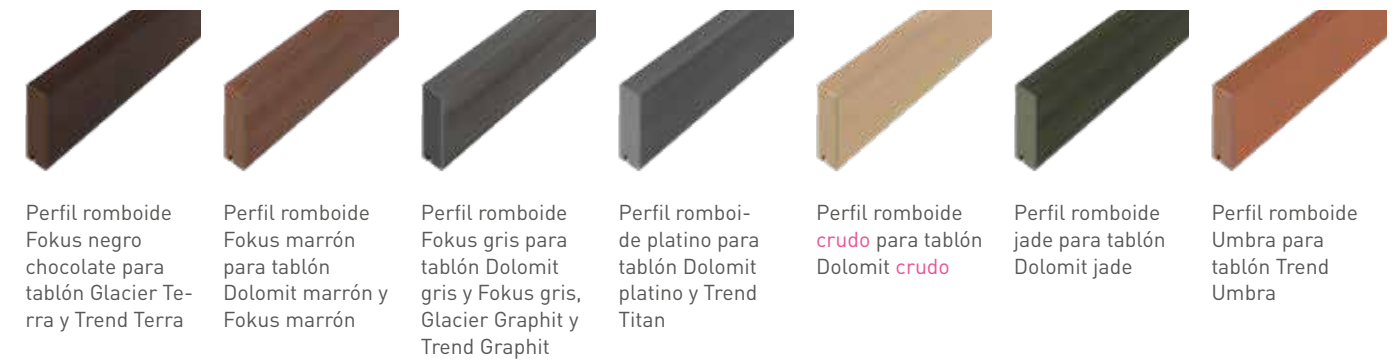 Perfil romboide
Fokus negro
chocolate para
tablón Glacier Te-
rra y Trend Terra
Perfil romboide
Fokus marrón
para tablón
Dolomit marrón y
Fokus marrón
Perfil romboide
Fokus gris para
tablón Dolomit
gris y Fokus gris,
Glacier Graphit y
Trend Graphit
Perfil romboi-
de platino para
tablón Dolomit
platino y Trend
Titan
Perfil romboide
crudo para tablón
Dolomit crudo
Perfil romboide
jade para tablón
Dolomit jade
Perfil romboide
Umbra para
tablón Trend
Umbra